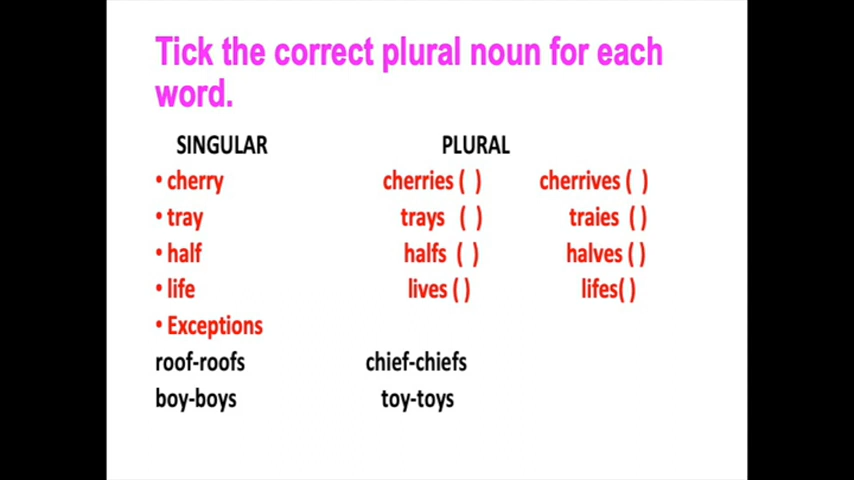 Tick the correct plural noun for each
word.
SINGULAR PLURAL
• cherry cherries ( ) cherrives ( )
• tray trays ( ) traies ( )
• half halfs ( ) halves ( )
• life lives ( ) lifes( )
• Exceptions
roof-roofs chief-chiefs
boy-boys toy-toys